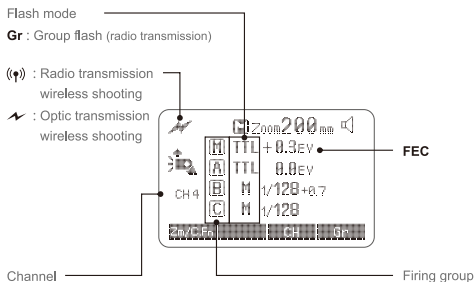 Flash mode
Gr : Group flash (radio transmission)
: Radio transmission
wireless shooting
: Optic transmission
wireless shooting
M Zoom 200 mm
M TTL +0.3EV
FEC
A TTL 0.0EV
CH 4
B M 1/128+0.7
C M 1/128
Zm/C.Fn CH Gr
Channel
Firing group